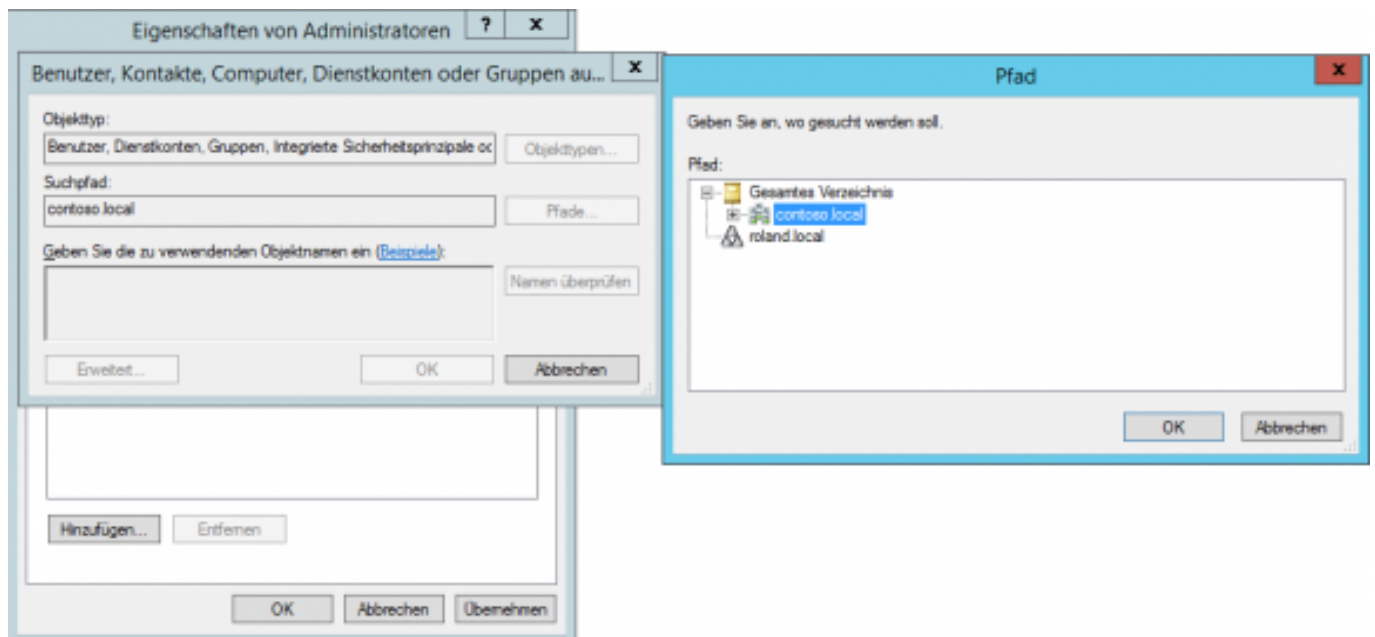 Eigenschaften von Administratoren ? x
Benutzer, Kontakte, Computer, Dienstkonten oder Gruppen au... x
Objekttyp:
Benutzer, Dienstkonten, Gruppen, Integrierte Sicherheitsprinzipale oc
Objekttypen...
Suchpfad:
contoso.local
Pfade...
Geben Sie die zu verwendenden Objektnamen ein (Beispiele):
Namen überprüfen
Erweitert...
OK
Abbrechen
Hinzufügen...
Entfernen
OK
Abbrechen
Übernehmen
Pfad x
Geben Sie an, wo gesucht werden soll.
Pfad:
Gesamtes Verzeichnis
contoso.local
roland.local
OK
Abbrechen